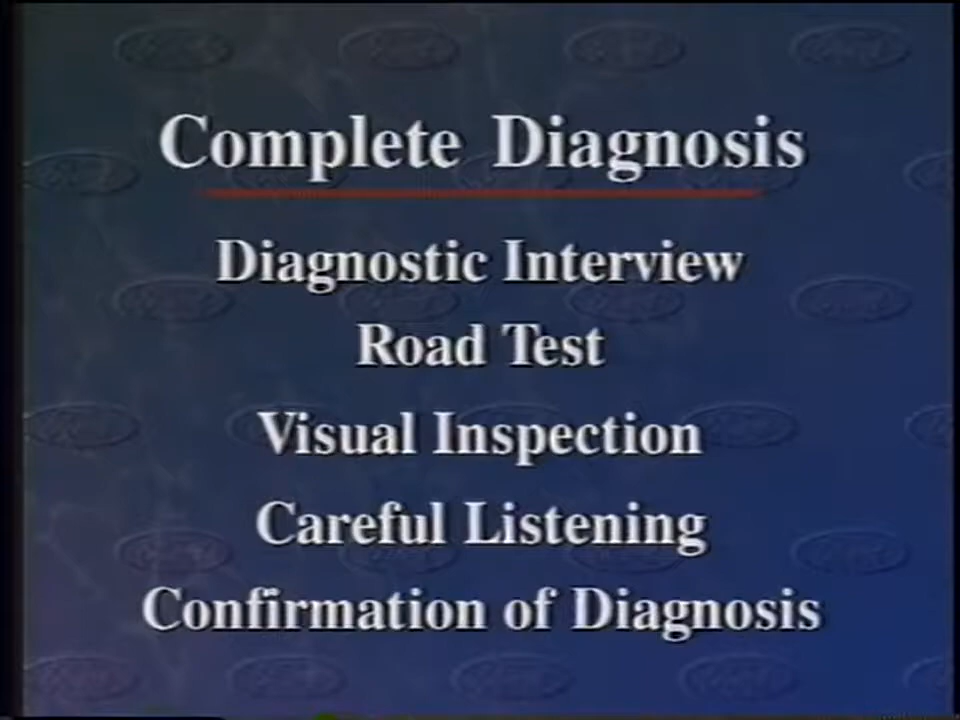 Complete Diagnosis
Diagnostic Interview
Road Test
Visual Inspection
Careful Listening
Confirmation of Diagnosis